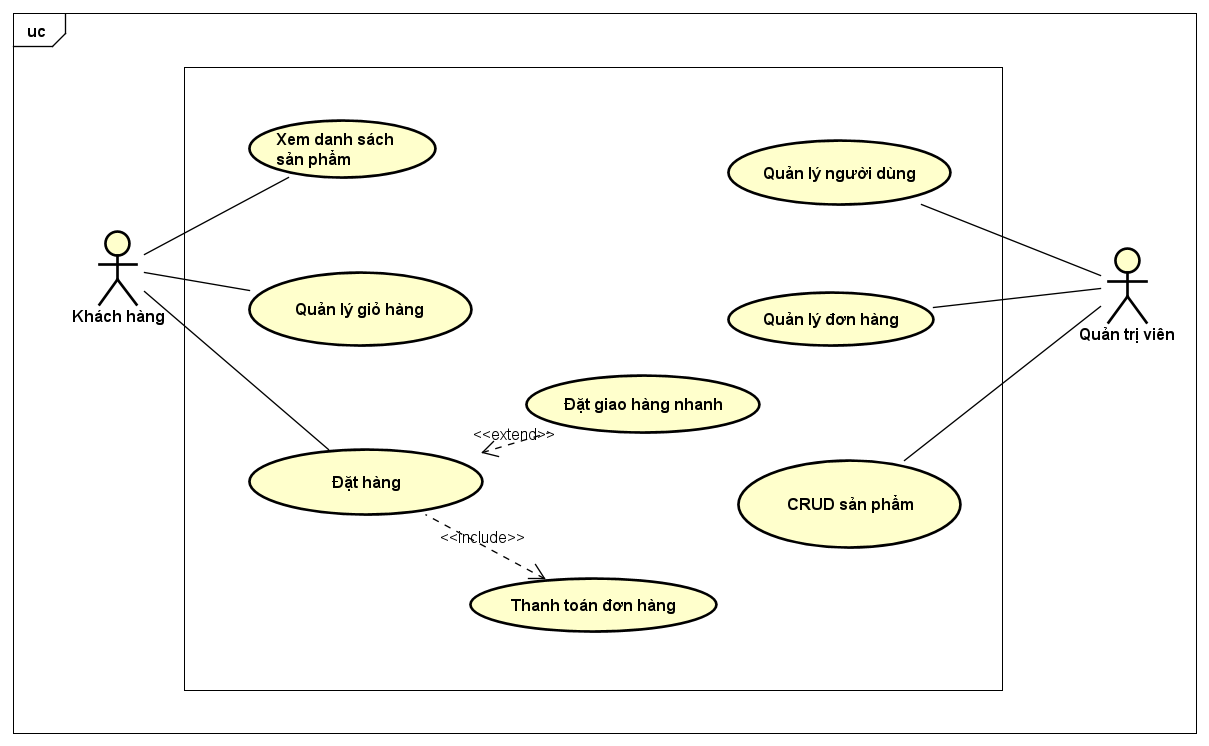 uc
Xem danh sách
sản phẩm
Quản lý người dùng
Khách hàng
Quản lý giỏ hàng
Quản lý đơn hàng
Quản trị viên
Đặt giao hàng nhanh
<<extend>>
Đặt hàng
CRUD sản phẩm
<<include>>
Thanh toán đơn hàng